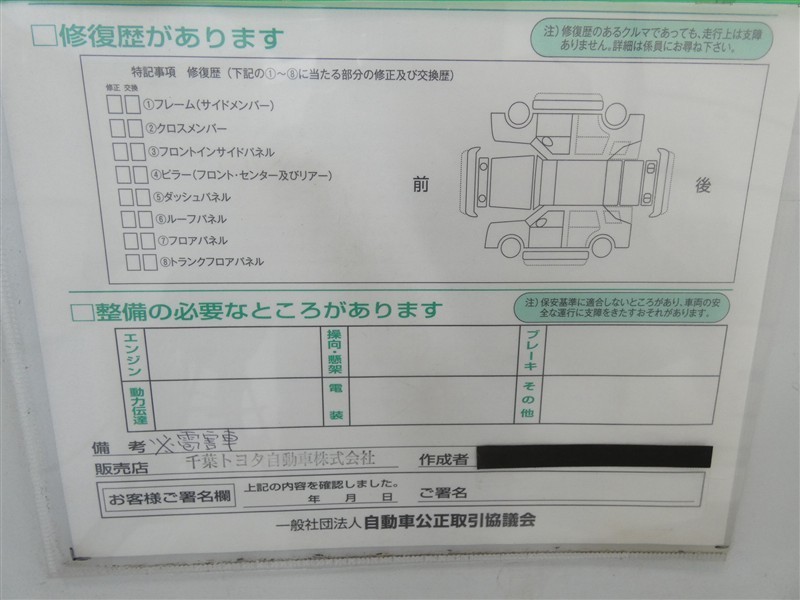 □修復歴があります
注）修復歴のあるクルマであっても、走行上は支障
ありません。詳細は係員にお尋ね下さい。
特記事項　修復歴（下記の①～⑧に当たる部分の修正及び交換歴）
修正 交換
□□①フレーム(サイドメンバー)
□□②クロスメンバー
□□③フロントインサイドパネル
□□④ピラー(フロント・センター及びリアー)
□□⑤ダッシュパネル
□□⑥ルーフパネル
□□⑦フロアパネル
□□⑧トランクフロアパネル
前
後
□整備の必要なところがあります
注）保安基準に適合しないところがあり、車両の安
全な運行に支障をきたすおそれがあります。
エンジン
操向・懸架
ブレーキ
動力伝達
電装
その他
備考 ※雹害車
販売店 千葉トヨタ自動車株式会社 作成者
お客様ご署名欄
上記の内容を確認しました。
年　月　日 ご署名
一般社団法人 自動車公正取引協議会